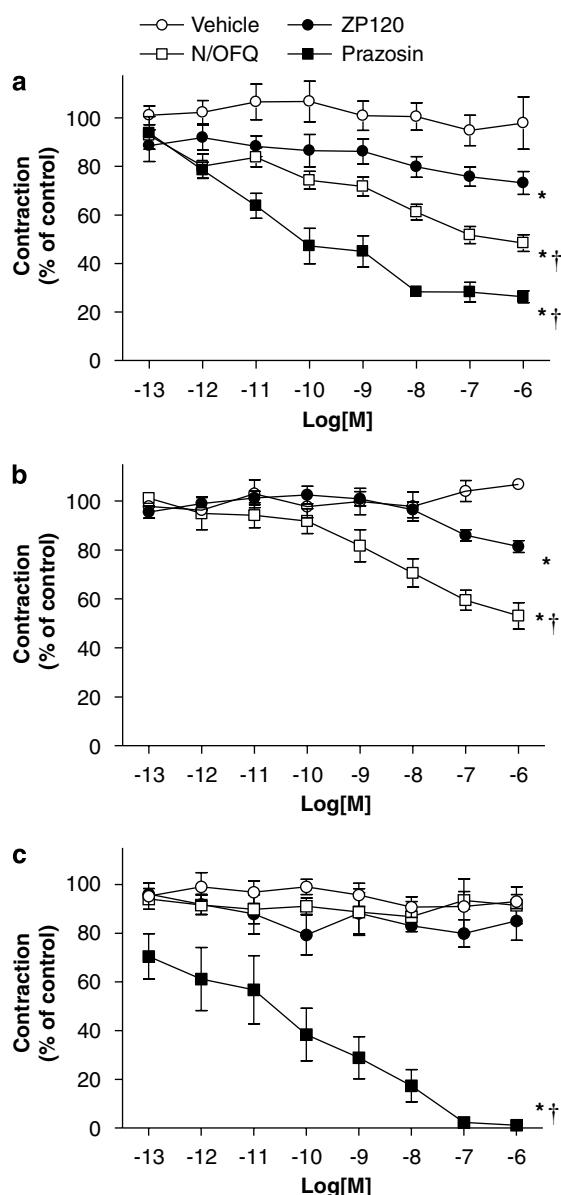 Vehicle ZP120
N/OFQ Prazosin
a
Contraction
(% of control)
100
80
60
40
20
0
-13 -12 -11 -10 -9 -8 -7 -6
Log[M]
*
*†
*†
b
Contraction
(% of control)
100
80
60
40
20
0
-13 -12 -11 -10 -9 -8 -7 -6
Log[M]
*
*†
c
Contraction
(% of control)
100
80
60
40
20
0
-13 -12 -11 -10 -9 -8 -7 -6
Log[M]
*†